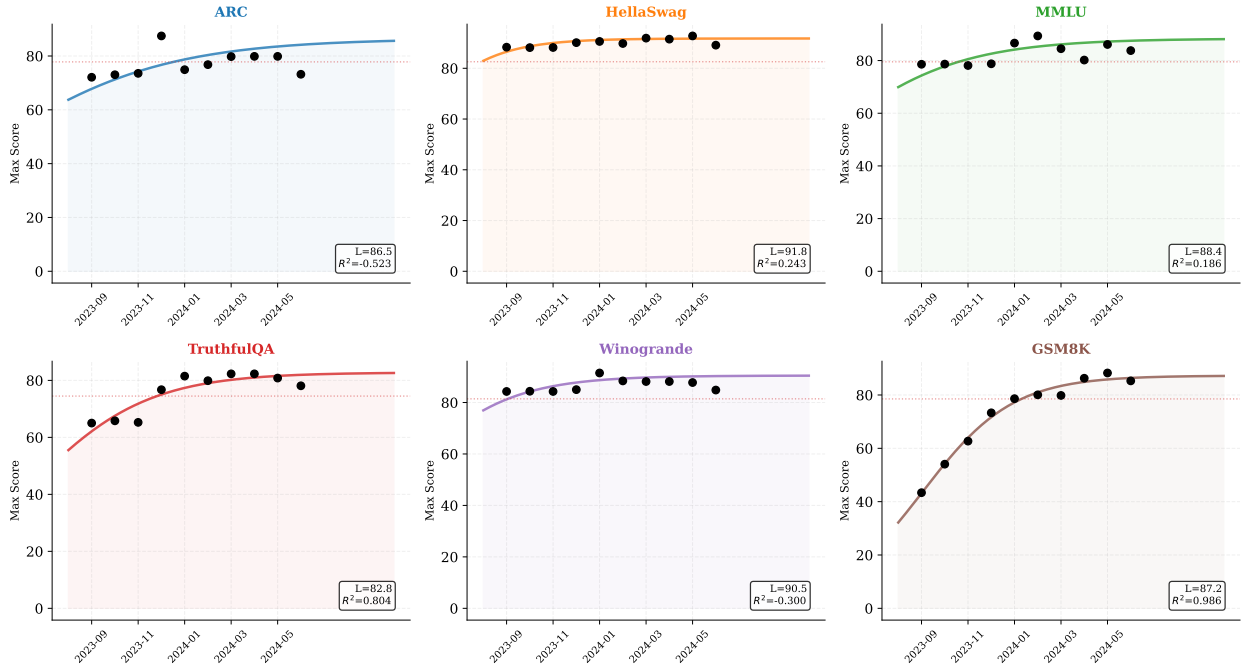 ARC
Max Score
80
60
40
20
0
L=86.5
R²=-0.523
2023-09
2023-11
2024-01
2024-03
2024-05
HellaSwag
Max Score
80
60
40
20
0
L=91.8
R²=0.243
2023-09
2023-11
2024-01
2024-03
2024-05
MMLU
Max Score
80
60
40
20
0
L=88.4
R²=0.186
2023-09
2023-11
2024-01
2024-03
2024-05
TruthfulQA
Max Score
80
60
40
20
0
L=82.8
R²=0.804
2023-09
2023-11
2024-01
2024-03
2024-05
Winogrande
Max Score
80
60
40
20
0
L=90.5
R²=-0.300
2023-09
2023-11
2024-01
2024-03
2024-05
GSM8K
Max Score
80
60
40
20
0
L=87.2
R²=0.986
2023-09
2023-11
2024-01
2024-03
2024-05